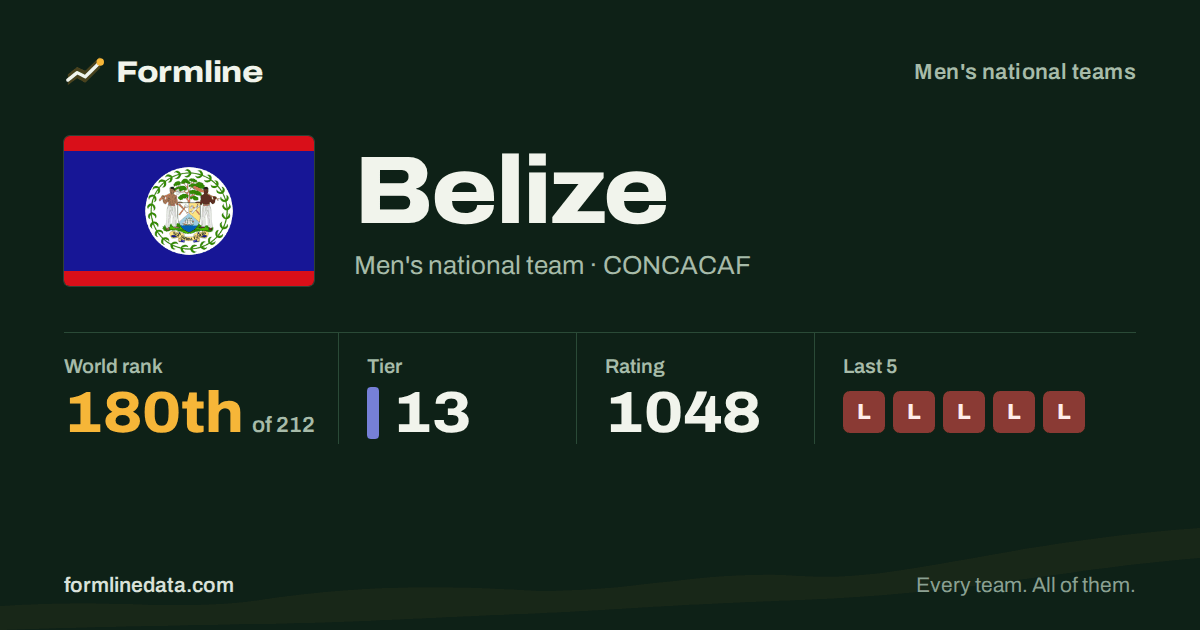 Formline
Men's national teams
Belize
Men's national team · CONCACAF
World rank
180th of 212
Tier
13
Rating
1048
Last 5
L L L L L
formlinedata.com
Every team. All of them.